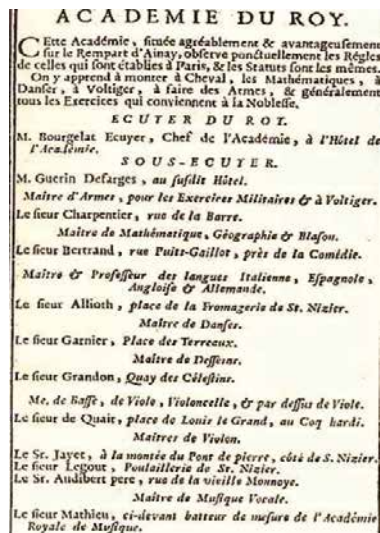 ACADEMIE DU ROY.
CEtte Académie, située agréablement & avantageusement
sur le Rempart d'Ainay, observe ponctuellement les Régles
de celles qui sont établies à Paris, & les Statuts sont les mêmes.
On y apprend à monter à Cheval, les Mathématiques, à
Danser, à Voltiger, à faire des Armes, & généralement
tous les Exercices qui conviennent à la Noblesse.
ECUYER DU ROY.
M. Bourgelat Ecuyer, Chef de l'Académie, à l'Hôtel de
l'Académie.
SOUS-ECUYER.
M. Guerin Defarges, au susdit Hôtel.
Maître d'Armes, pour les Exercices Militaires & à Voltiger.
Le sieur Charpentier, rue de la Barre.
Maître de Mathématique, Géographie & Blason.
Le sieur Bertrand, rue Puits-Gaillot, près de la Comédie.
Maître & Professeur des langues Italienne, Espagnole,
Angloise & Allemande.
Le sieur Allioth, place de la Fromagerie de St. Nizier.
Maître de Danser.
Le sieur Garnier, Place des Terreaux.
Maître de Desseins.
Le sieur Grandon, Quay des Célestins.
Me. de Basse, de Viole, Violoncelle, & par dessus de Viole.
Le sieur de Quair, place de Louis le Grand, au Coq hardi.
Maîtres de Violon.
Le Sr. Jayet, à la montée du Pont de pierre, côté de S. Nizier.
Le sieur Legout, Poulaillerie de St. Nizier.
Le Sr. Audibert pere, rue de la vieille Monnoye.
Maître de Musique Vocale.
Le sieur Mathieu, ci-devant batteur de mesure de l'Académie
Royale de Musique.